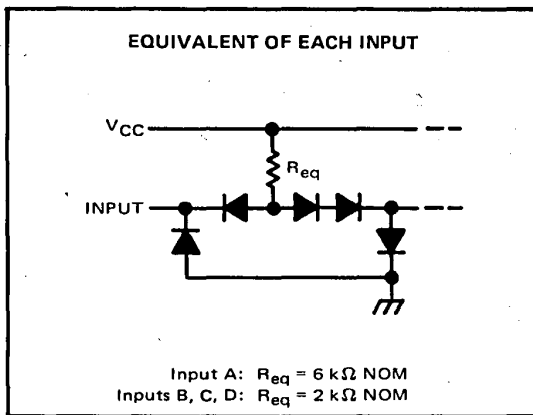 EQUIVALENT OF EACH INPUT
VCC
Req
INPUT
Input A: Req = 6 kΩ NOM
Inputs B, C, D: Req = 2 kΩ NOM